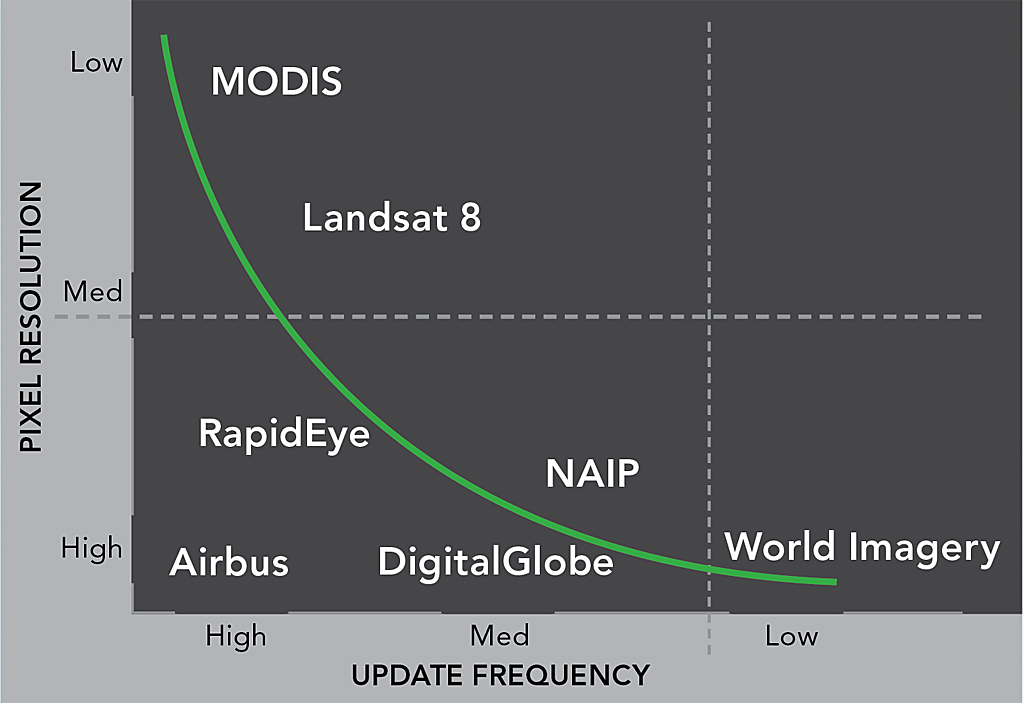 Low
MODIS
Landsat 8
PIXEL RESOLUTION
Med
RapidEye
NAIP
High
Airbus
DigitalGlobe
World Imagery
High
Med
Low
UPDATE FREQUENCY